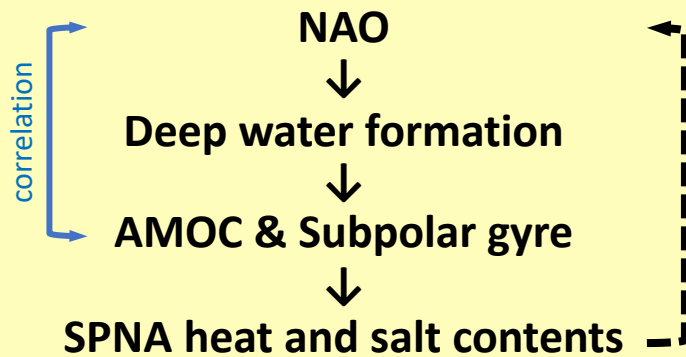 NAO
correlation
Deep water formation
AMOC & Subpolar gyre
SPNA heat and salt contents